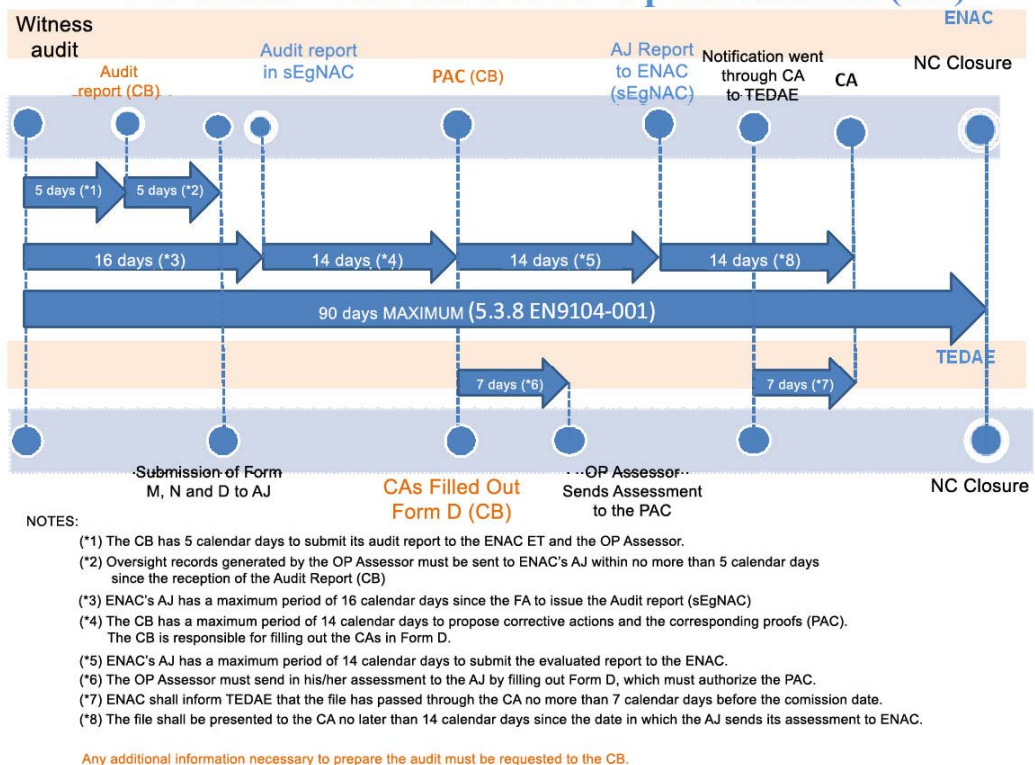 Witness
audit
ENAC
Audit
report (CB)
Audit report
in sEgNAC
PAC (CB)
AJ Report
to ENAC
(sEgNAC)
Notification went
through CA
to TEDAE
CA
NC Closure
5 days (*1)
5 days (*2)
16 days (*3)
14 days (*4)
14 days (*5)
14 days (*8)
90 days MAXIMUM (5.3.8 EN9104-001)
TEDAE
7 days (*6)
7 days (*7)
Submission of Form
M, N and D to AJ
CAs Filled Out
Form D (CB)
OP Assessor
Sends Assessment
to the PAC
NC Closure
NOTES:
(*1) The CB has 5 calendar days to submit its audit report to the ENAC ET and the OP Assessor.
(*2) Oversight records generated by the OP Assessor must be sent to ENAC's AJ within no more than 5 calendar days
since the reception of the Audit Report (CB)
(*3) ENAC's AJ has a maximum period of 16 calendar days since the FA to issue the Audit report (sEgNAC)
(*4) The CB has a maximum period of 14 calendar days to propose corrective actions and the corresponding proofs (PAC).
The CB is responsible for filling out the CAs in Form D.
(*5) ENAC's AJ has a maximum period of 14 calendar days to submit the evaluated report to the ENAC.
(*6) The OP Assessor must send in his/her assessment to the AJ by filling out Form D, which must authorize the PAC.
(*7) ENAC shall inform TEDAE that the file has passed through the CA no more than 7 calendar days before the comission date.
(*8) The file shall be presented to the CA no later than 14 calendar days since the date in which the AJ sends its assessment to ENAC.
Any additional information necessary to prepare the audit must be requested to the CB.